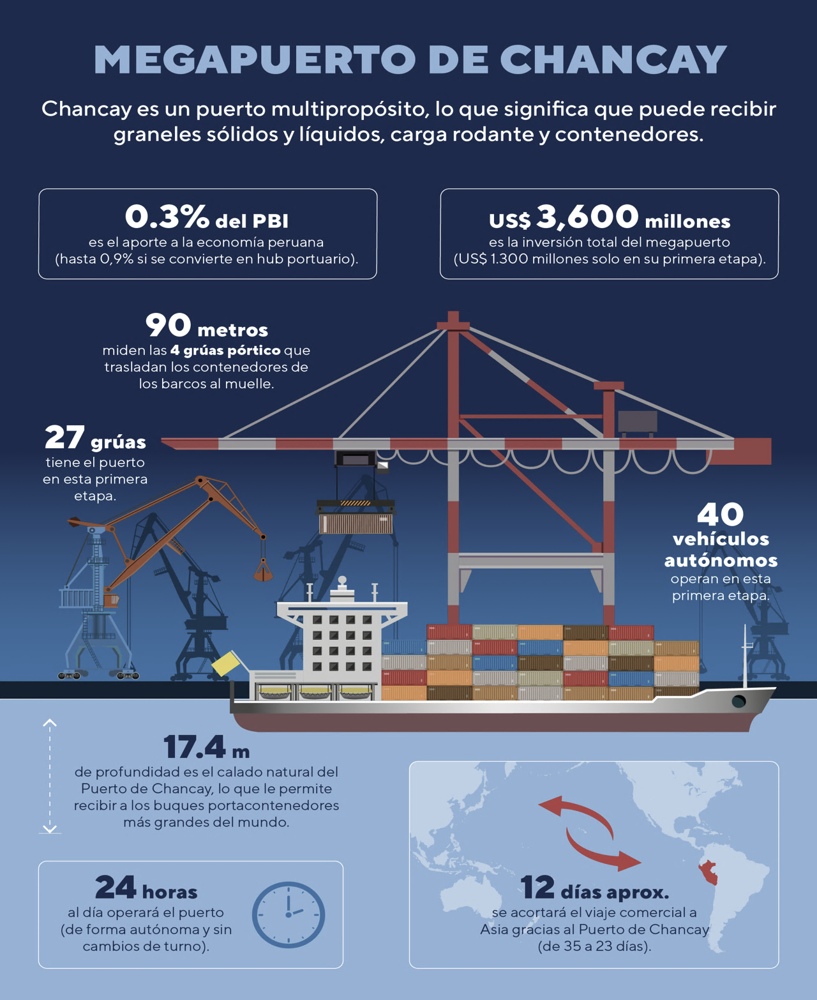 MEGAPUERTO DE CHANCAY
Chancay es un puerto multipropósito, lo que significa que puede recibir
graneles sólidos y líquidos, carga rodante y contenedores.
0.3% del PBI
es el aporte a la economía peruana
(hasta 0,9% si se convierte en hub portuario).
US$ 3,600 millones
es la inversión total del megapuerto
(US$ 1.300 millones solo en su primera etapa).
90 metros
miden las 4 grúas pórtico que
trasladan los contenedores de
los barcos al muelle.
27 grúas
tiene el puerto
en esta primera
etapa.
40
vehículos
autónomos
operan en esta
primera etapa.
17.4 m
de profundidad es el calado natural del
Puerto de Chancay, lo que le permite
recibir a los buques portacontenedores
más grandes del mundo.
24 horas
al día operará el puerto
(de forma autónoma y sin
cambios de turno).
12 días aprox.
se acortará el viaje comercial a
Asia gracias al Puerto de Chancay
(de 35 a 23 días).